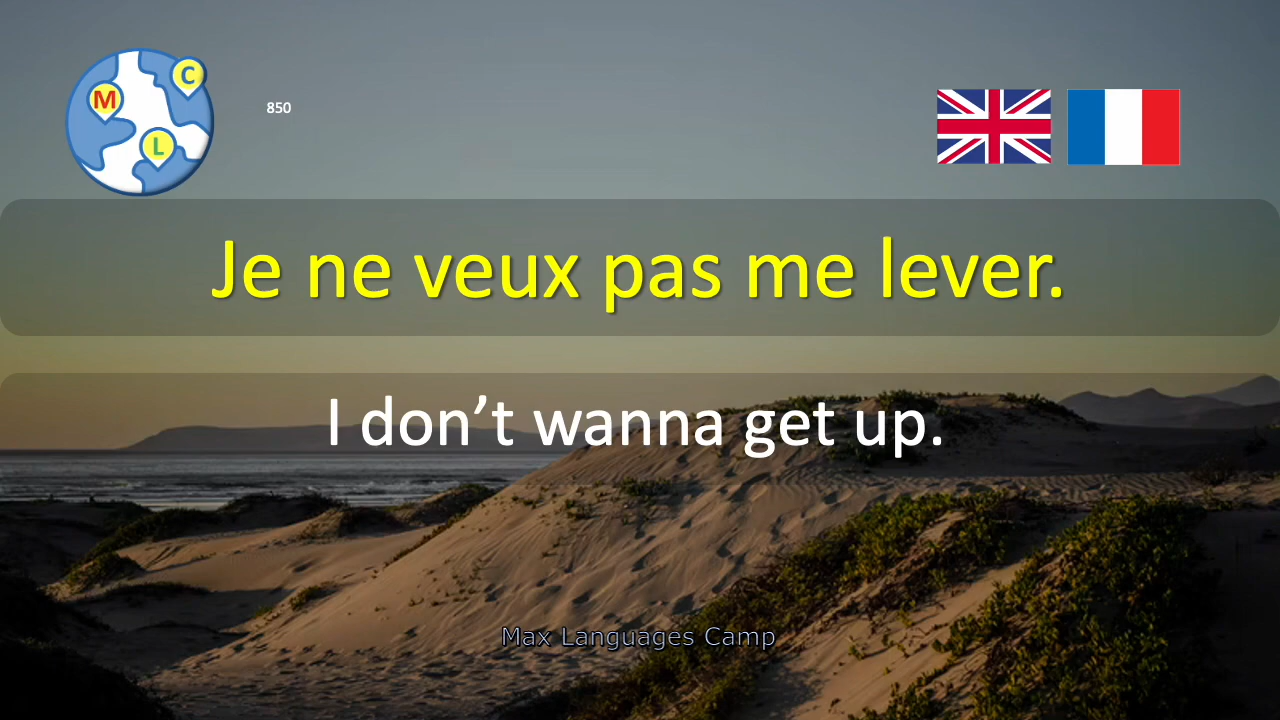 C
M
L
850
Je ne veux pas me lever.
I don’t wanna get up.
Max Languages Camp